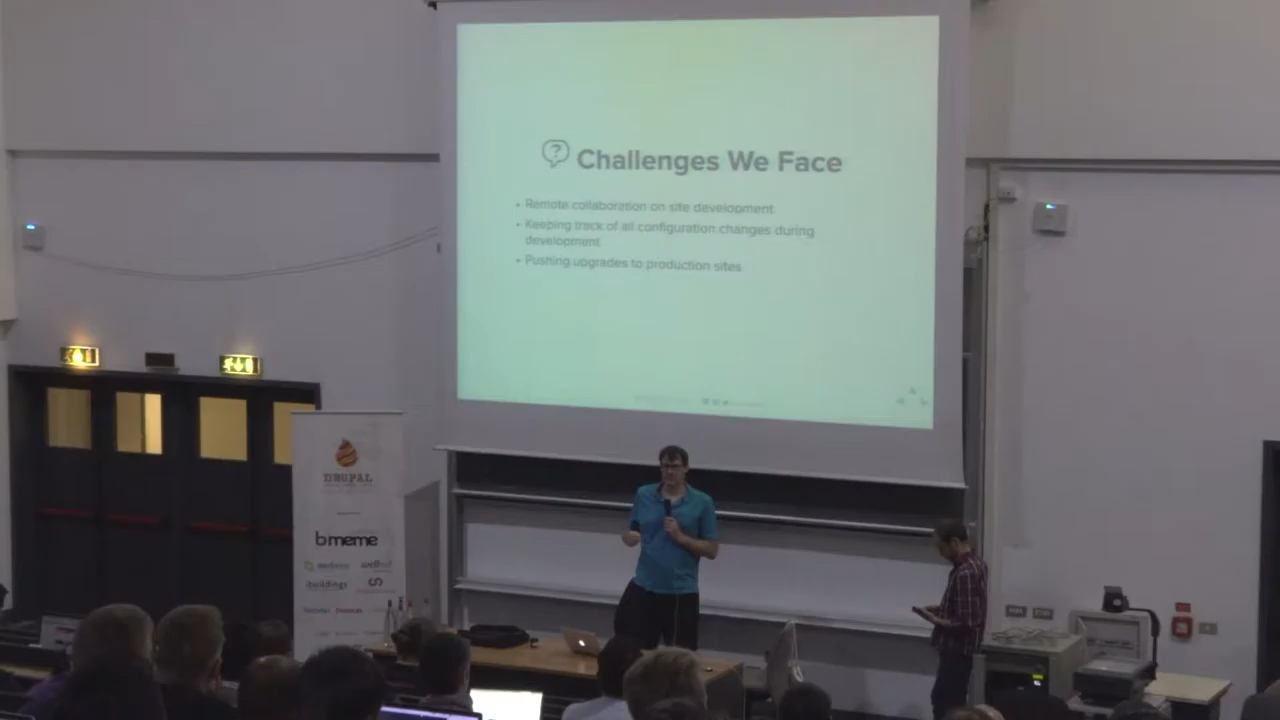 ? Challenges We Face
• Remote collaboration on site development
• Keeping track of all configuration changes during
development
• Pushing upgrades to production sites
DRUPAL
bmeme